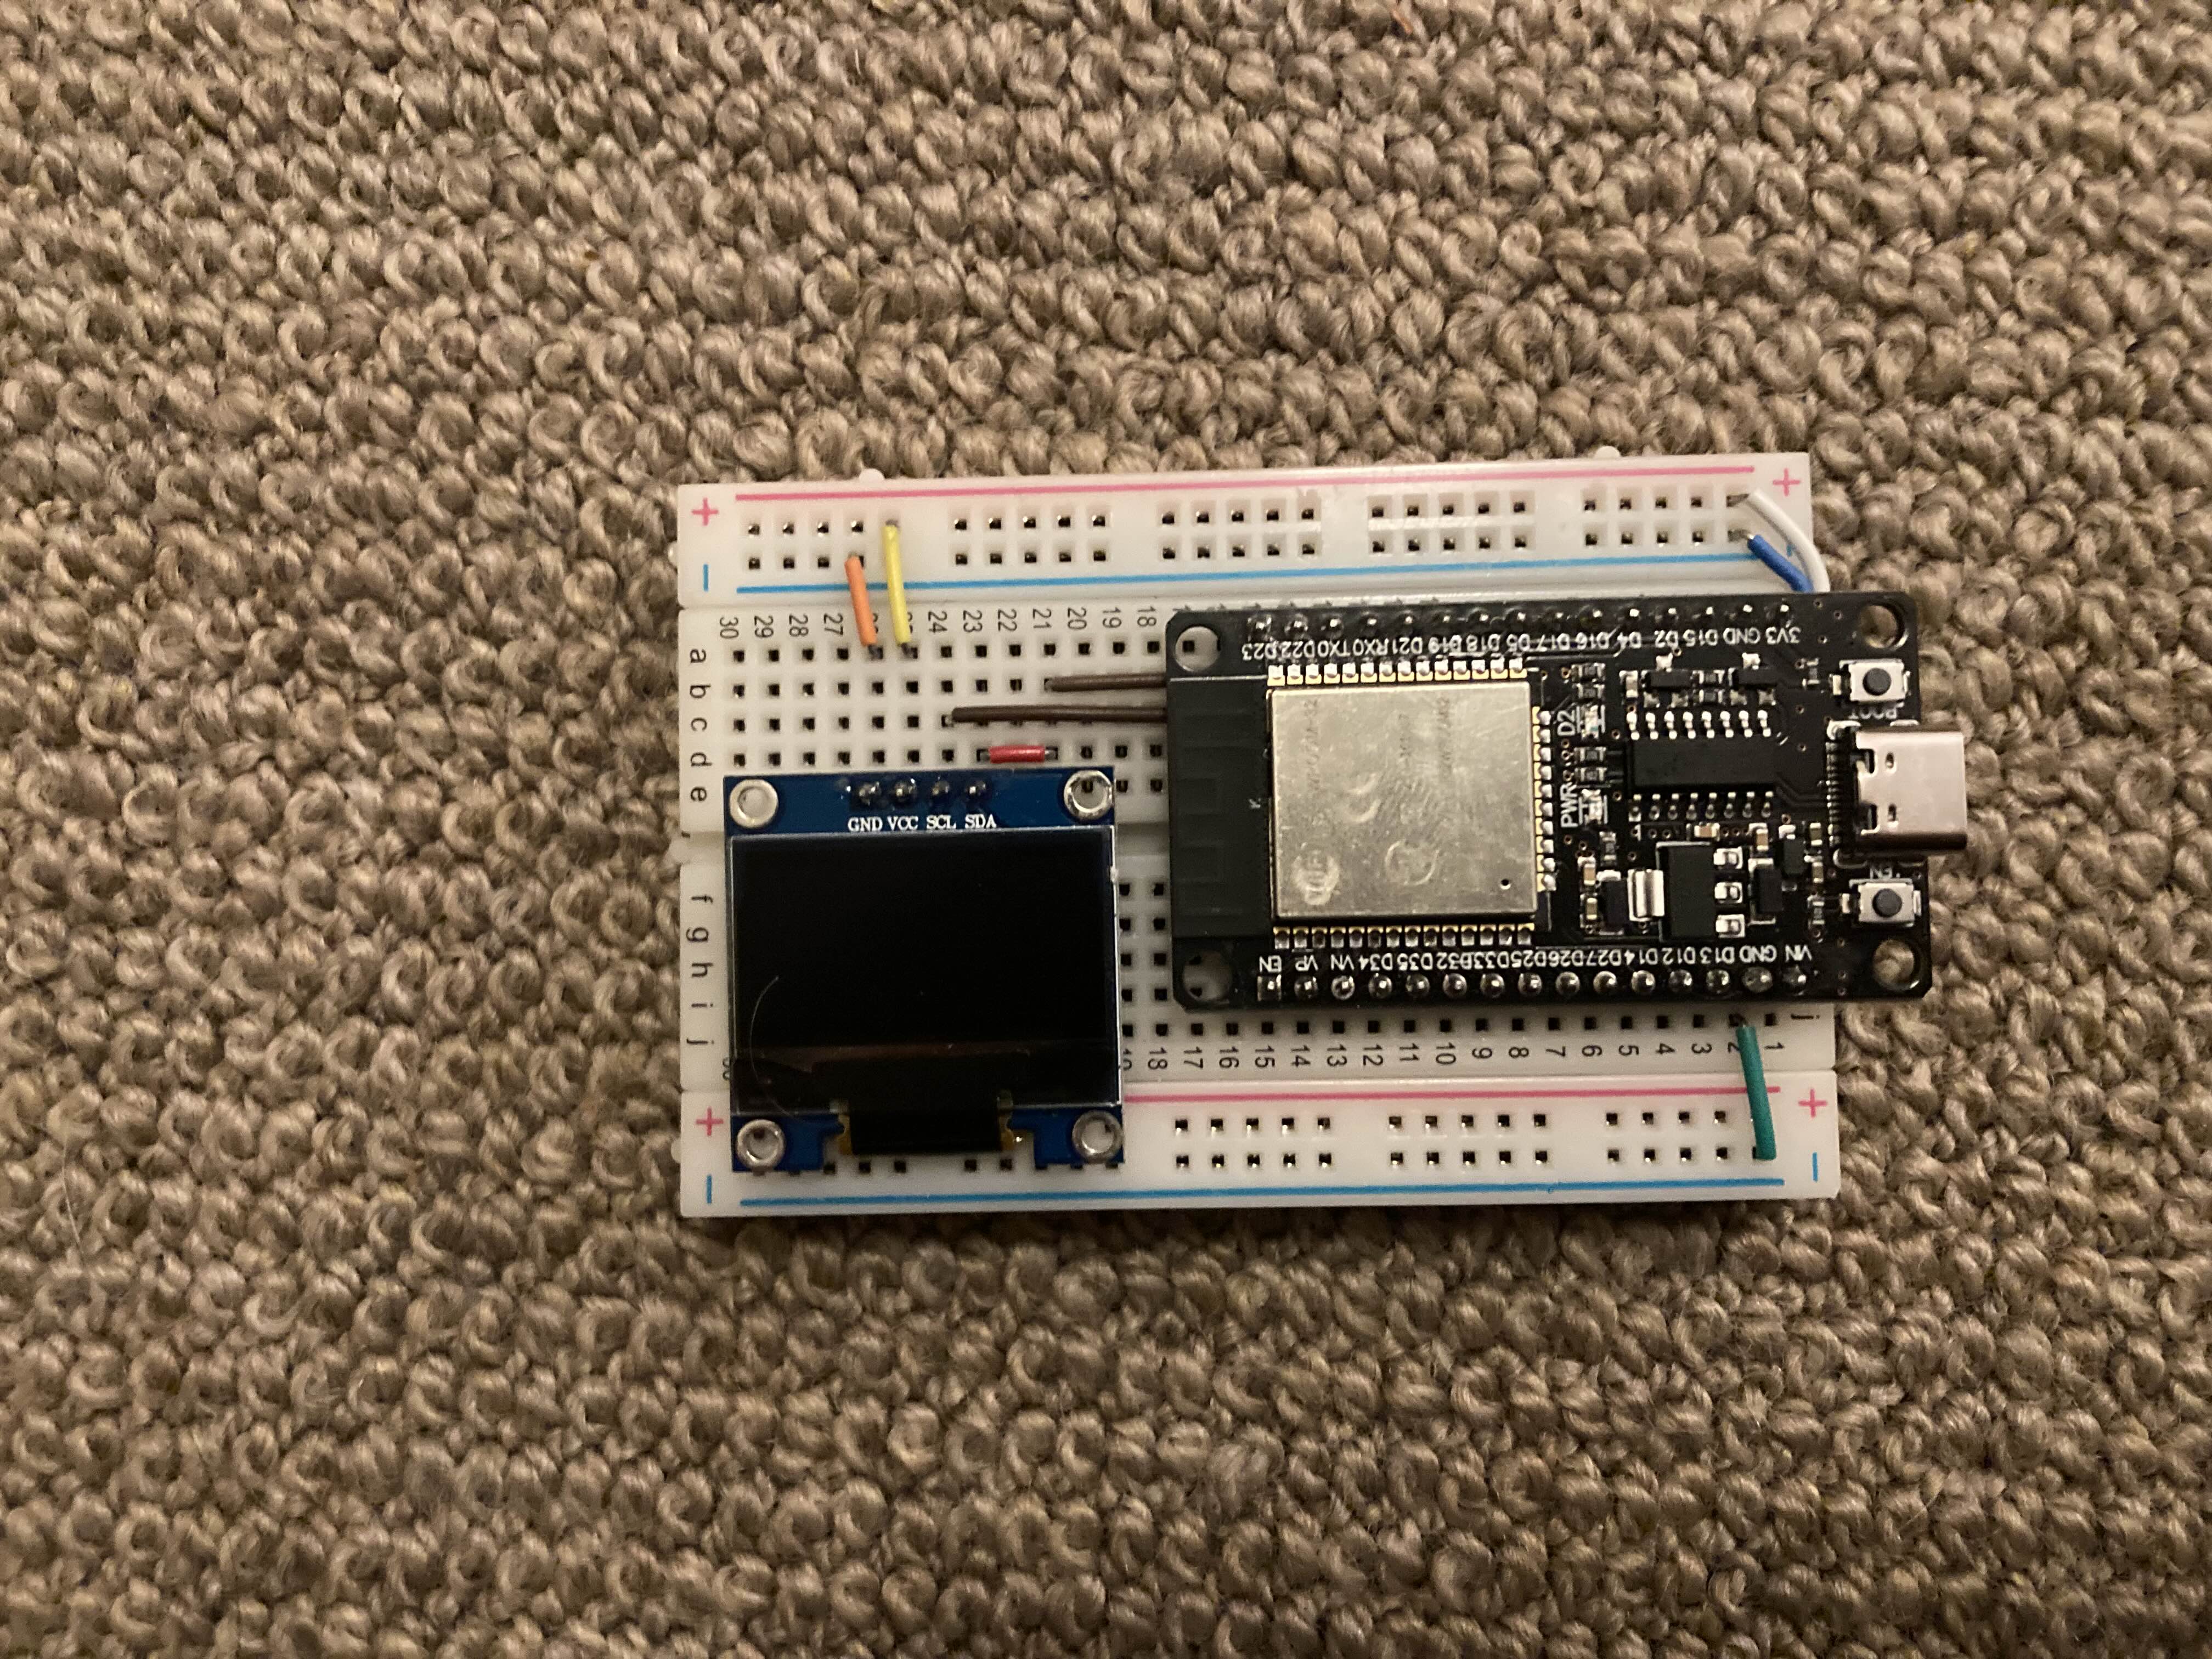 + +
- -
30 29 28 27 24 23 22 21 20 19 18
a
b
c
d
e
D23 D22 TX0 RX0 D21 D19 D18 D5 D17 D16 D4 D2 D15 GND 3V3
BOOT
D2
PWR
GND VCC SCL SDA
EN
f
g
h
i
j j
EN VP VN D34 D35 D32 D33 D25 D26 D27 D14 D12 D13 GND VIN
18 17 16 15 14 13 12 11 10 9 8 7 6 5 4 3 2 1
+ +
- -